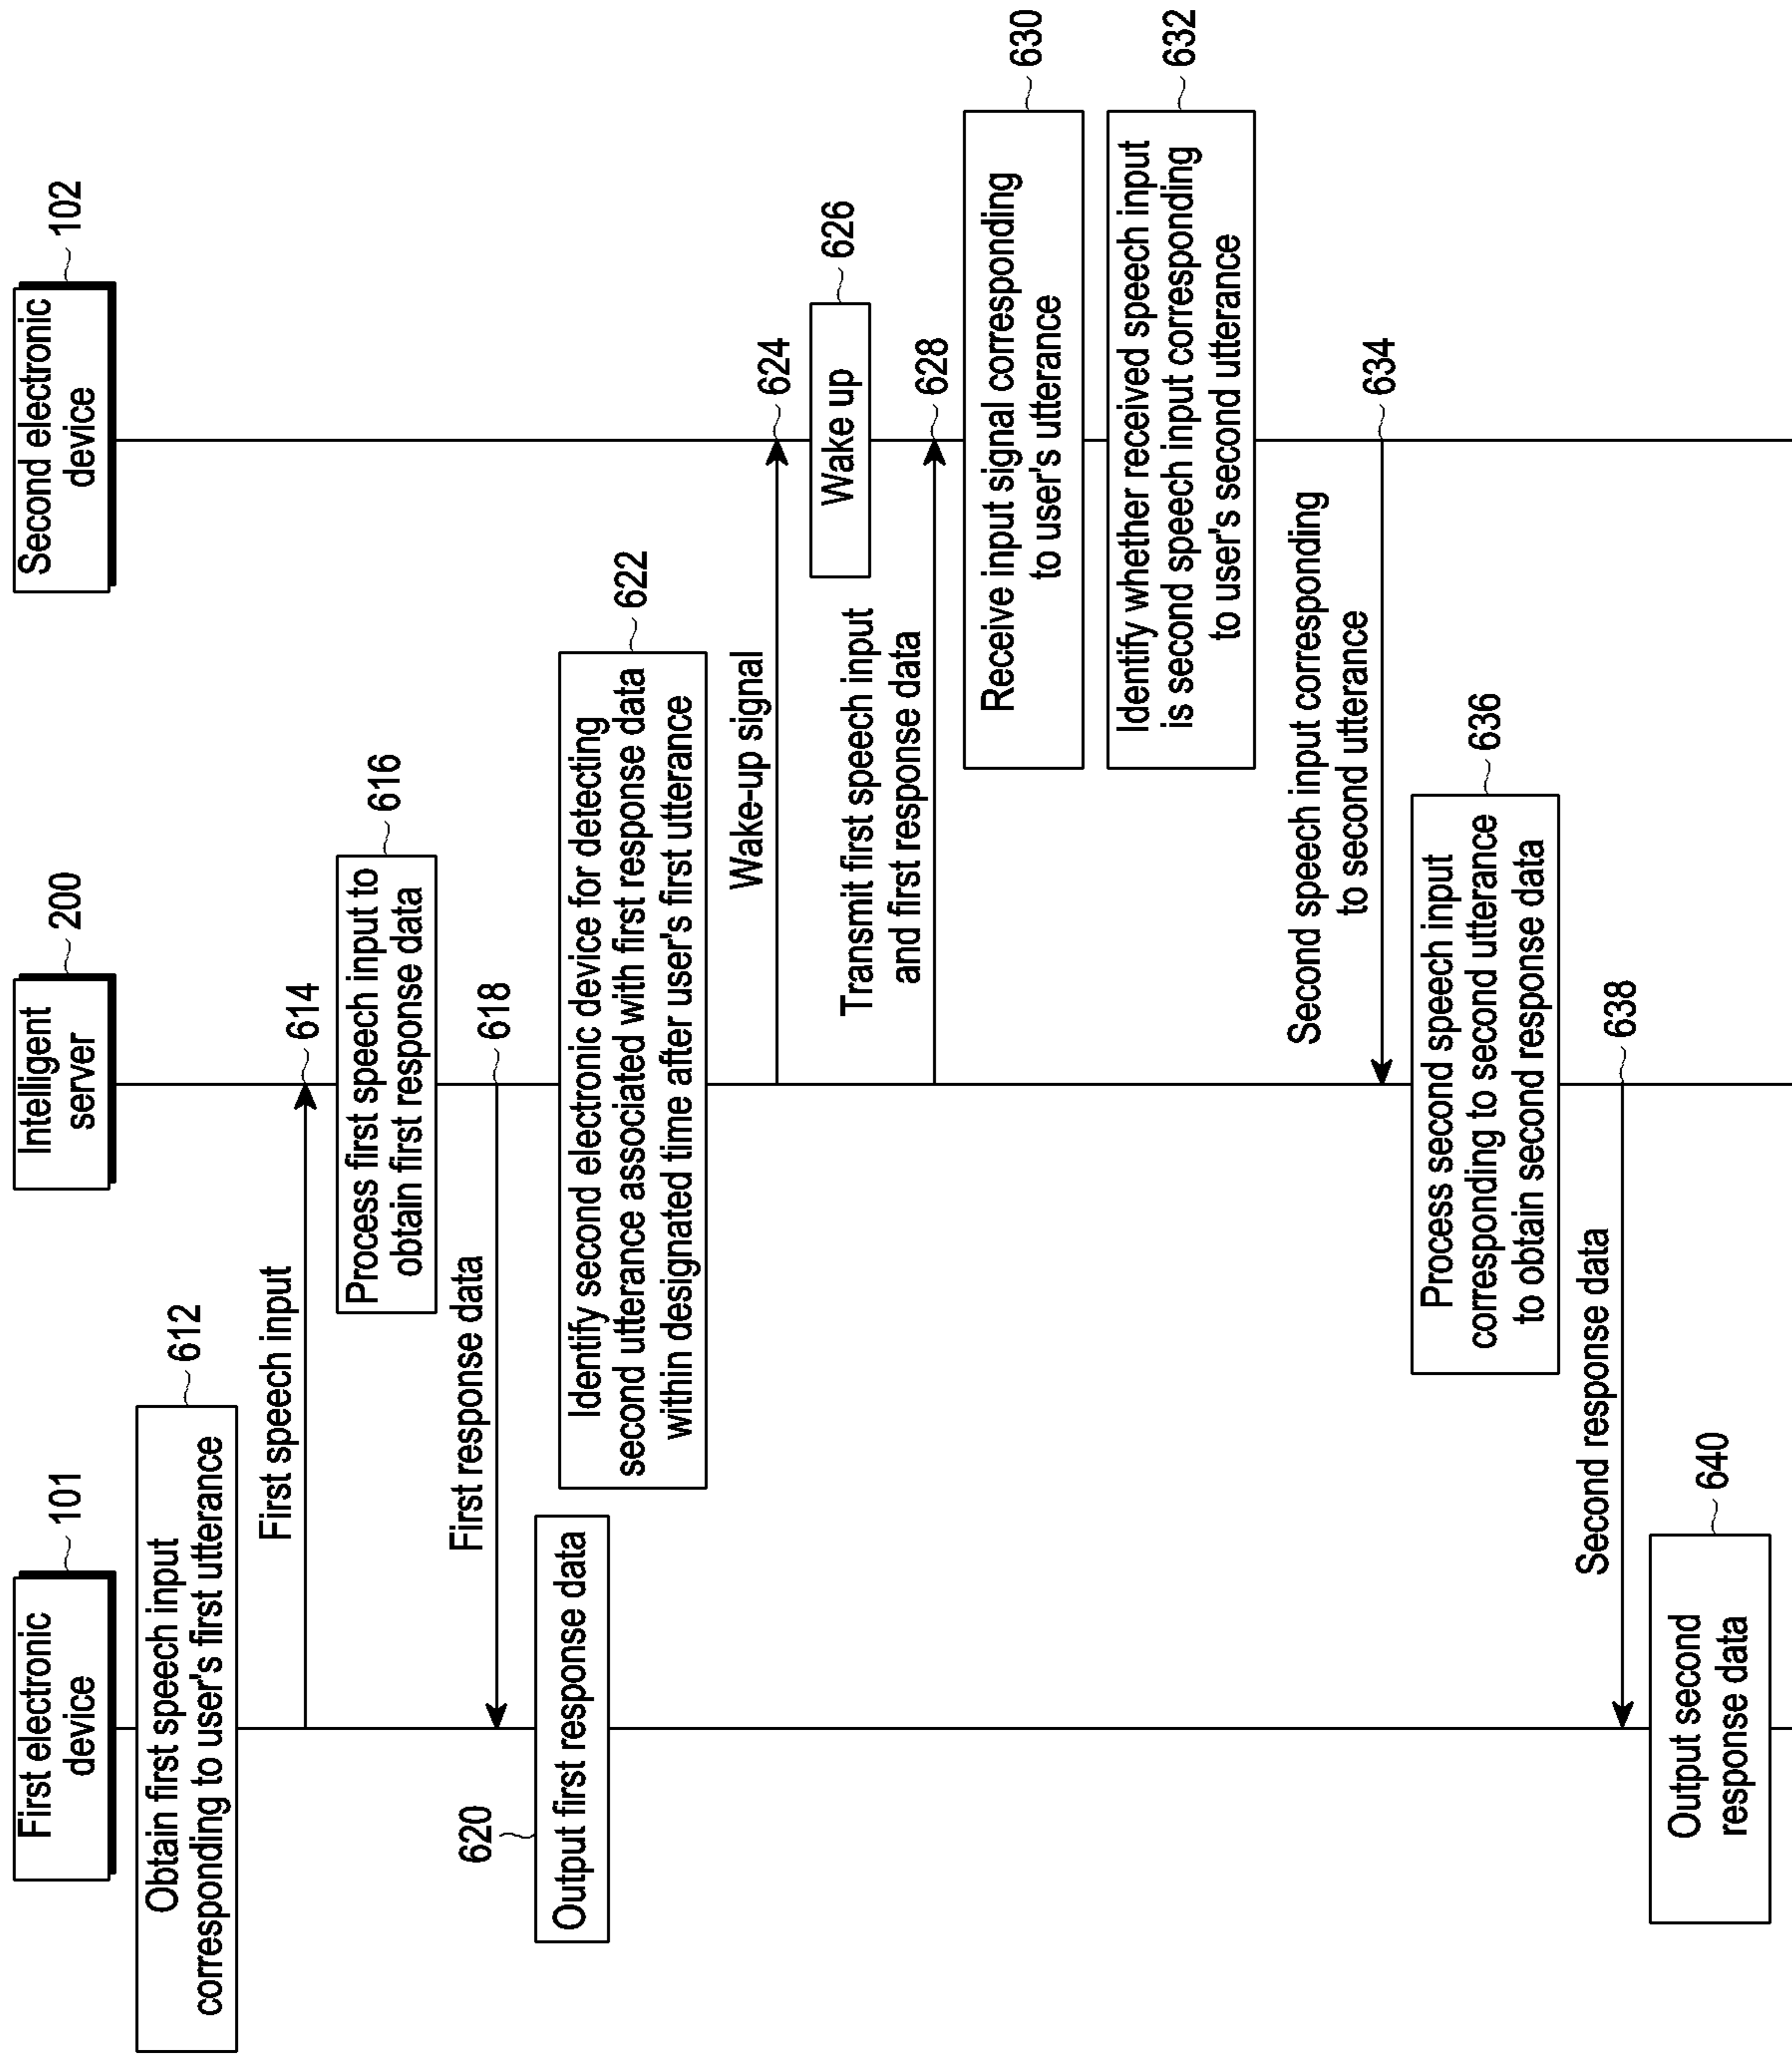 First electronic
device
101
Intelligent
server
200
Second electronic
device
102
Obtain first speech input
corresponding to user's first utterance
612
First speech input
614
Process first speech input to
obtain first response data
616
First response data
618
620
Output first response data
Identify second electronic device for detecting
second utterance associated with first response data
within designated time after user's first utterance
622
Wake-up signal
624
Wake up
626
Transmit first speech input
and first response data
628
Receive input signal corresponding
to user's utterance
630
Identify whether received speech input
is second speech input corresponding
to user's second utterance
632
Second speech input corresponding
to second utterance
634
Process second speech input
corresponding to second utterance
to obtain second response data
636
Second response data
638
Output second
response data
640